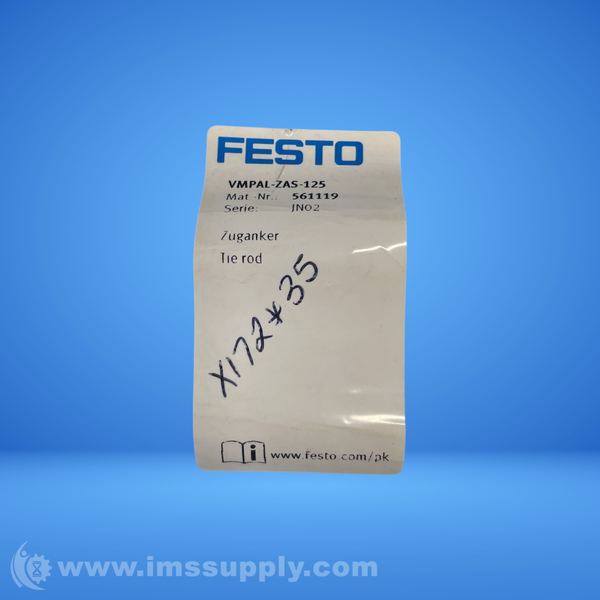 FESTO
VMPAL-ZAS-125
Mat.-Nr.: 561119
Serie: JN02
Zuganker
Tie rod
X172*35
i www.festo.com/pk
www.imssupply.com